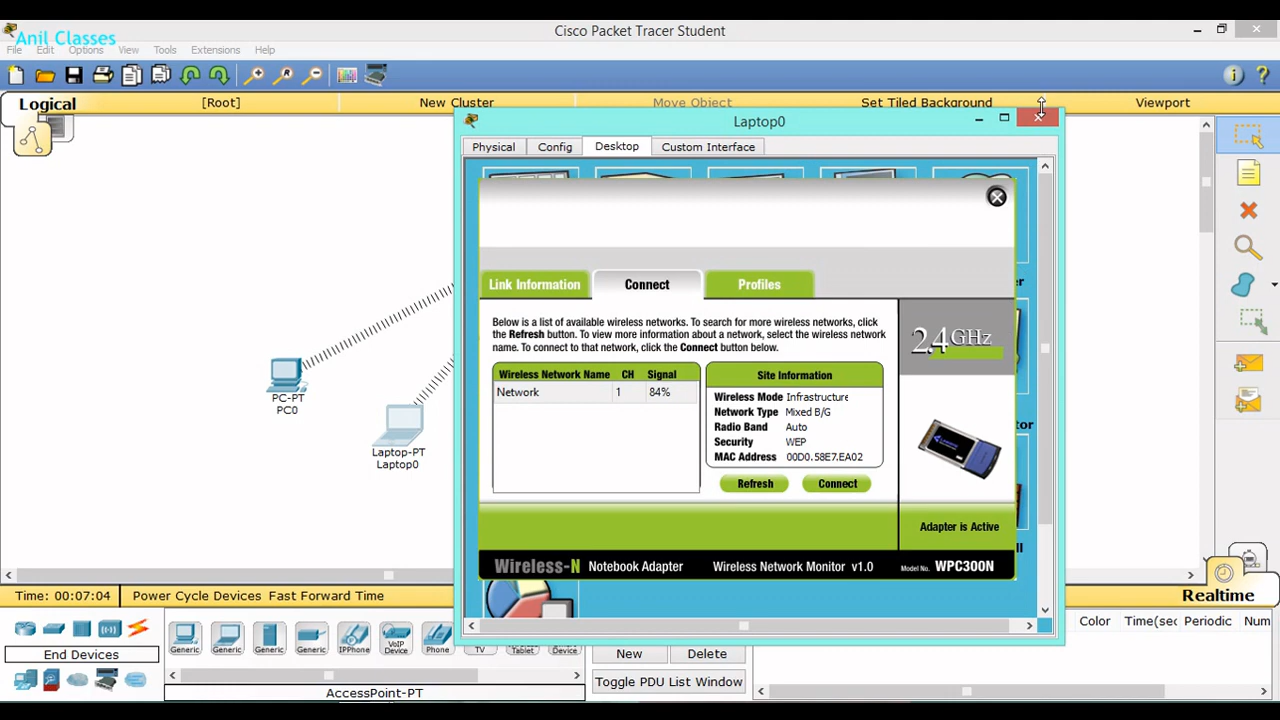 Cisco Packet Tracer Student
Anil Classes
File Edit Options View Tools Extensions Help
Logical [Root] New Cluster Move Object Set Tiled Background Viewport
Laptop0
Physical Config Desktop Custom Interface
Link Information Connect Profiles
Below is a list of available wireless networks. To search for more wireless networks, click
the Refresh button. To view more information about a network, select the wireless network
name. To connect to that network, click the Connect button below.
2.4GHz
Wireless Network Name CH Signal
Network 1 84%
Site Information
Wireless Mode Infrastructure
Network Type Mixed B/G
Radio Band Auto
Security WEP
MAC Address 00D0.58E7.EA02
Refresh Connect
Adapter is Active
Wireless-N Notebook Adapter Wireless Network Monitor v1.0 Model No. WPC300N
PC-PT
PC0
Laptop-PT
Laptop0
Time: 00:07:04 Power Cycle Devices Fast Forward Time
Realtime
End Devices
Generic Generic Generic Generic IPPhone VoIP Device Phone TV Tablet Device
AccessPoint-PT
New Delete
Toggle PDU List Window
Color Time(sec Periodic Num